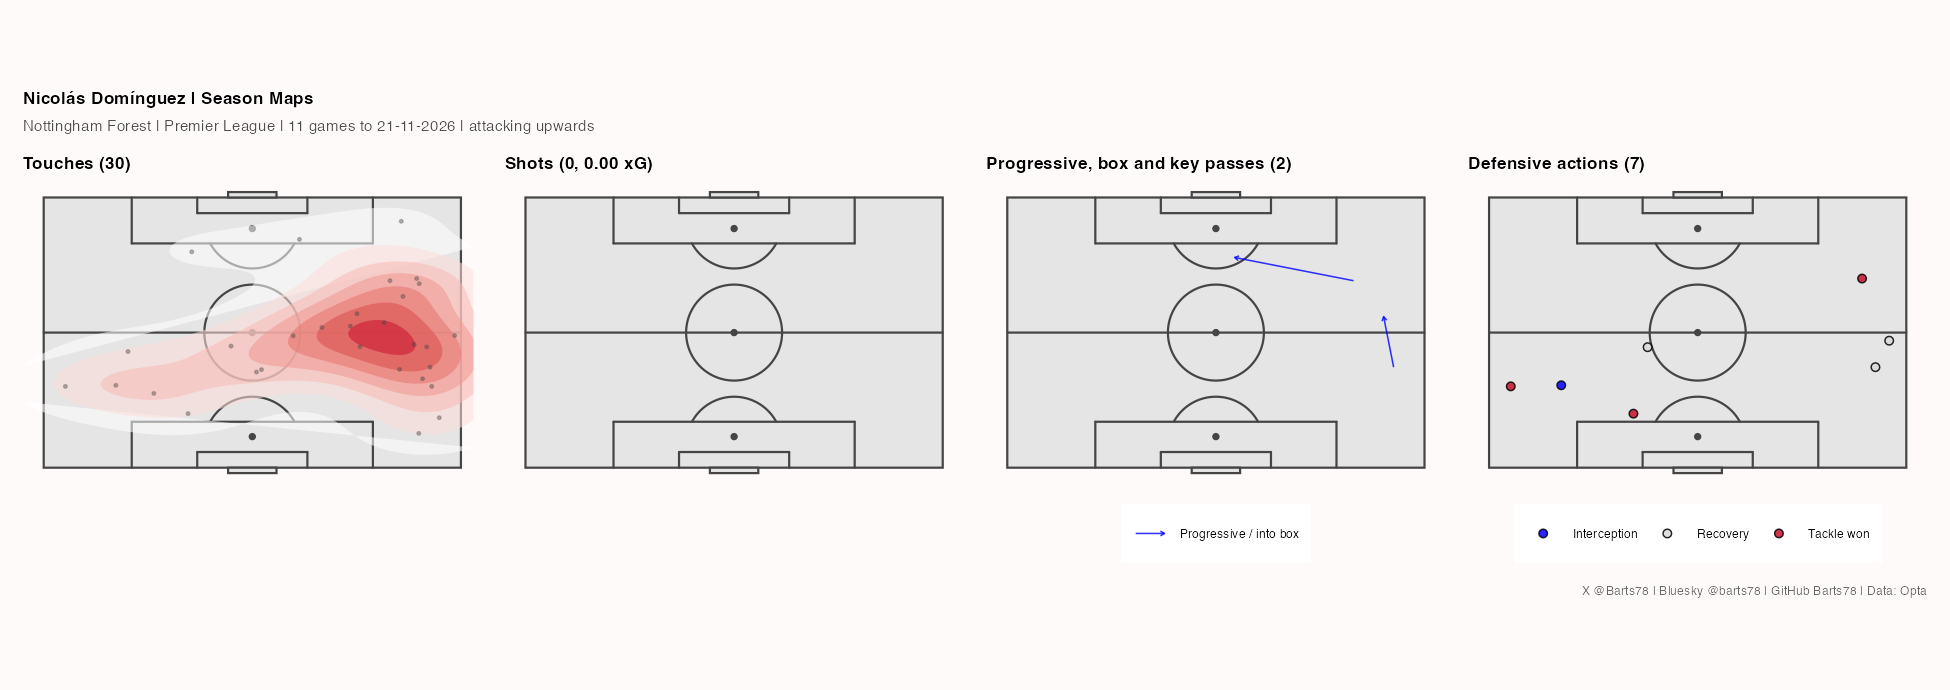 Nicolás Domínguez | Season Maps
Nottingham Forest | Premier League | 11 games to 21-11-2026 | attacking upwards
Touches (30)
Shots (0, 0.00 xG)
Progressive, box and key passes (2)
Defensive actions (7)
Progressive / into box
Interception
Recovery
Tackle won
X @Barts78 | Bluesky @barts78 | GitHub Barts78 | Data: Opta